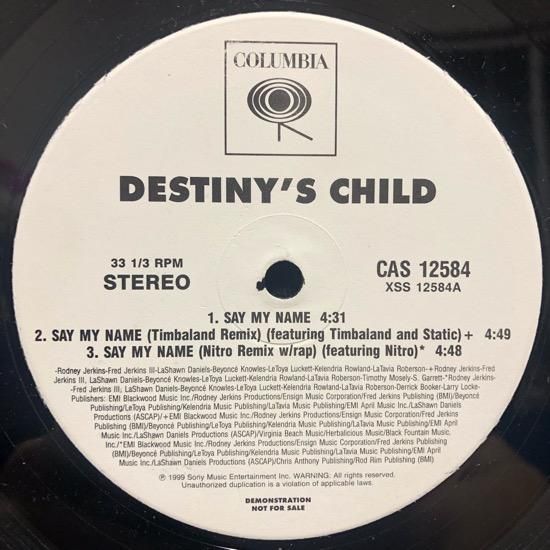 COLUMBIA
DESTINY'S CHILD
33 1/3 RPM
STEREO
CAS 12584
XSS 12584A
1. SAY MY NAME 4:31
2. SAY MY NAME (Timbaland Remix) (featuring Timbaland and Static) + 4:49
3. SAY MY NAME (Nitro Remix w/rap) (featuring Nitro)* 4:48
-Rodney Jerkins-Fred Jerkins III-LaShawn Daniels-Beyoncé Knowles-LeToya Luckett-Kelendria Rowland-LaTavia Roberson-+Rodney Jerkins-Fred
Jerkins III, LaShawn Daniels-Beyoncé Knowles-LeToya Luckett-Kelendria Rowland-LaTavia Roberson-Timothy Mosely-S. Garrett-*Rodney Jerkins-
-Fred Jerkins III, LaShawn Daniels-Beyoncé Knowles-LeToya Luckett-Kelendria Rowland-LaTavia Roberson-Derrick Booker-Larry Locke-
Publishers: EMI Blackwood Music Inc./Rodney Jerkins Productions/Ensign Music Corporation/Fred Jerkins Publishing (BMI)/Beyoncé
Publishing/LeToya Publishing/Kelendria Music Publishing/LaTavia Music Publishing/EMI April Music Inc./LaShawn Daniels
Productions (ASCAP)/+EMI Blackwood Music Inc./Rodney Jerkins Productions/Ensign Music Corporation/Fred Jerkins Publishing
(BMI)/Beyoncé Publishing/LeToya Publishing/Kelendria Music Publishing/LaTavia Music Publishing/EMI April
Music Inc./LaShawn Daniels Productions (ASCAP)/Virginia Beach Music/Herbalicious Music/Black Fountain Music,
Inc./*EMI Blackwood Music Inc./Rodney Jerkins Productions/Ensign Music Corporation/Fred Jerkins Publishing
(BMI)/Beyoncé Publishing/LeToya Publishing/Kelendria Music Publishing/LaTavia Music Publishing/EMI April
Music Inc./LaShawn Daniels Productions (ASCAP)/Chris Anthony Publishing/Rod Rim Publishing (BMI)
℗ 1999 Sony Music Entertainment Inc. WARNING: All rights reserved.
Unauthorized duplication is a violation of applicable laws.
DEMONSTRATION
NOT FOR SALE